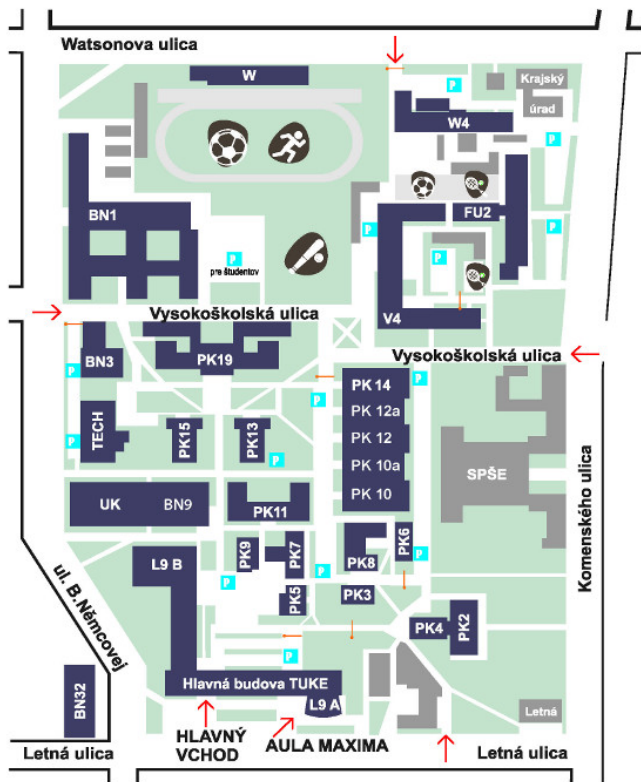 Watsonova ulica
W
P
Krajský
úrad
W4
P
BN1
FU2
P
P
P
P
pre študentov
V4
Vysokoškolská ulica
Vysokoškolská ulica
BN3
PK19
P
P
P
PK 14
PK 12a
PK 12
PK 10a
PK 10
TECH
P
PK15
PK13
P
SPŠE
Komenského ulica
UK
BN9
PK11
L9 B
PK9
PK7
PK8
PK6
P
P
P
PK5
PK3
PK4
PK2
ul. B.Němcovej
P
Hlavná budova TUKE
L9 A
BN32
Letná
HLAVNÝ
VCHOD
AULA MAXIMA
Letná ulica
Letná ulica